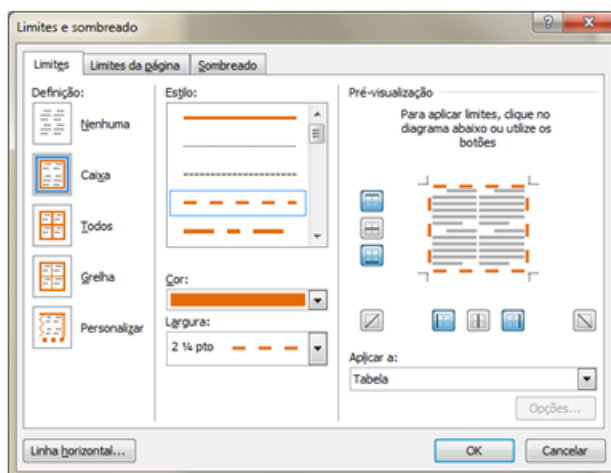 Limites e sombreado
Limites
Limites da página
Sombreado
Definição:
Nenhuma
Caixa
Todos
Grelha
Personalizar
Estilo:
Cor:
Largura:
2 ¼ pto
Pré-visualização
Para aplicar limites, clique no
diagrama abaixo ou utilize os
botões
Aplicar a:
Tabela
Opções...
Linha horizontal...
OK
Cancelar